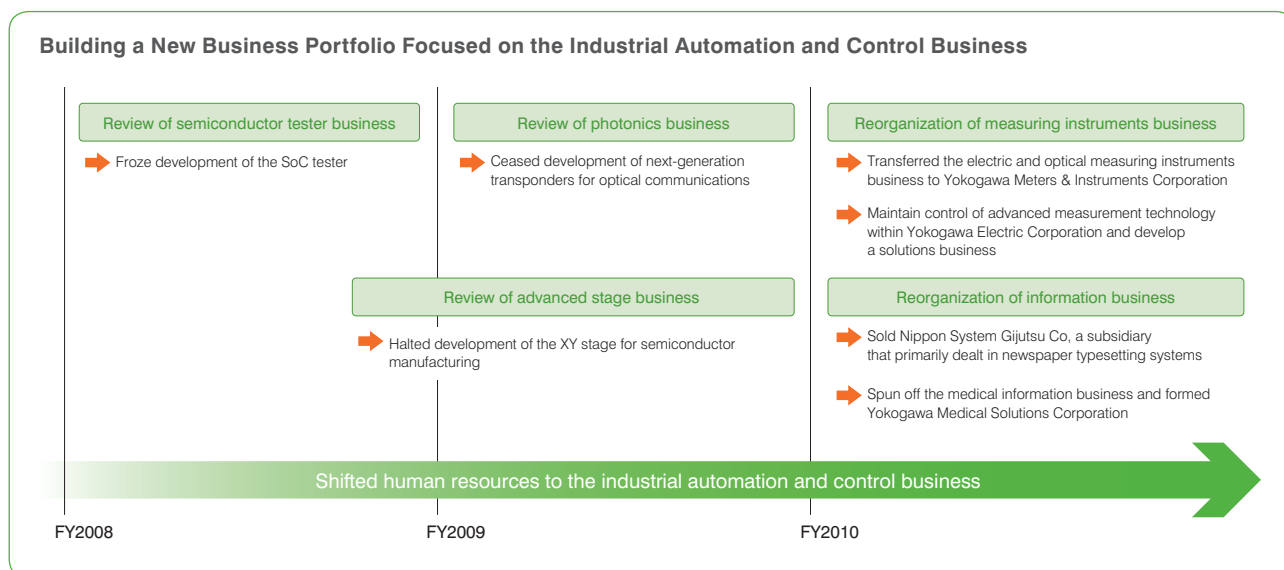 Building a New Business Portfolio Focused on the Industrial Automation and Control Business
Review of semiconductor tester business
Froze development of the SoC tester
Review of photonics business
Ceased development of next-generation
transponders for optical communications
Review of advanced stage business
Halted development of the XY stage for semiconductor
manufacturing
Reorganization of measuring instruments business
Transferred the electric and optical measuring instruments
business to Yokogawa Meters & Instruments Corporation
Maintain control of advanced measurement technology
within Yokogawa Electric Corporation and develop
a solutions business
Reorganization of information business
Sold Nippon System Gijutsu Co, a subsidiary
that primarily dealt in newspaper typesetting systems
Spun off the medical information business and formed
Yokogawa Medical Solutions Corporation
Shifted human resources to the industrial automation and control business
FY2008
FY2009
FY2010